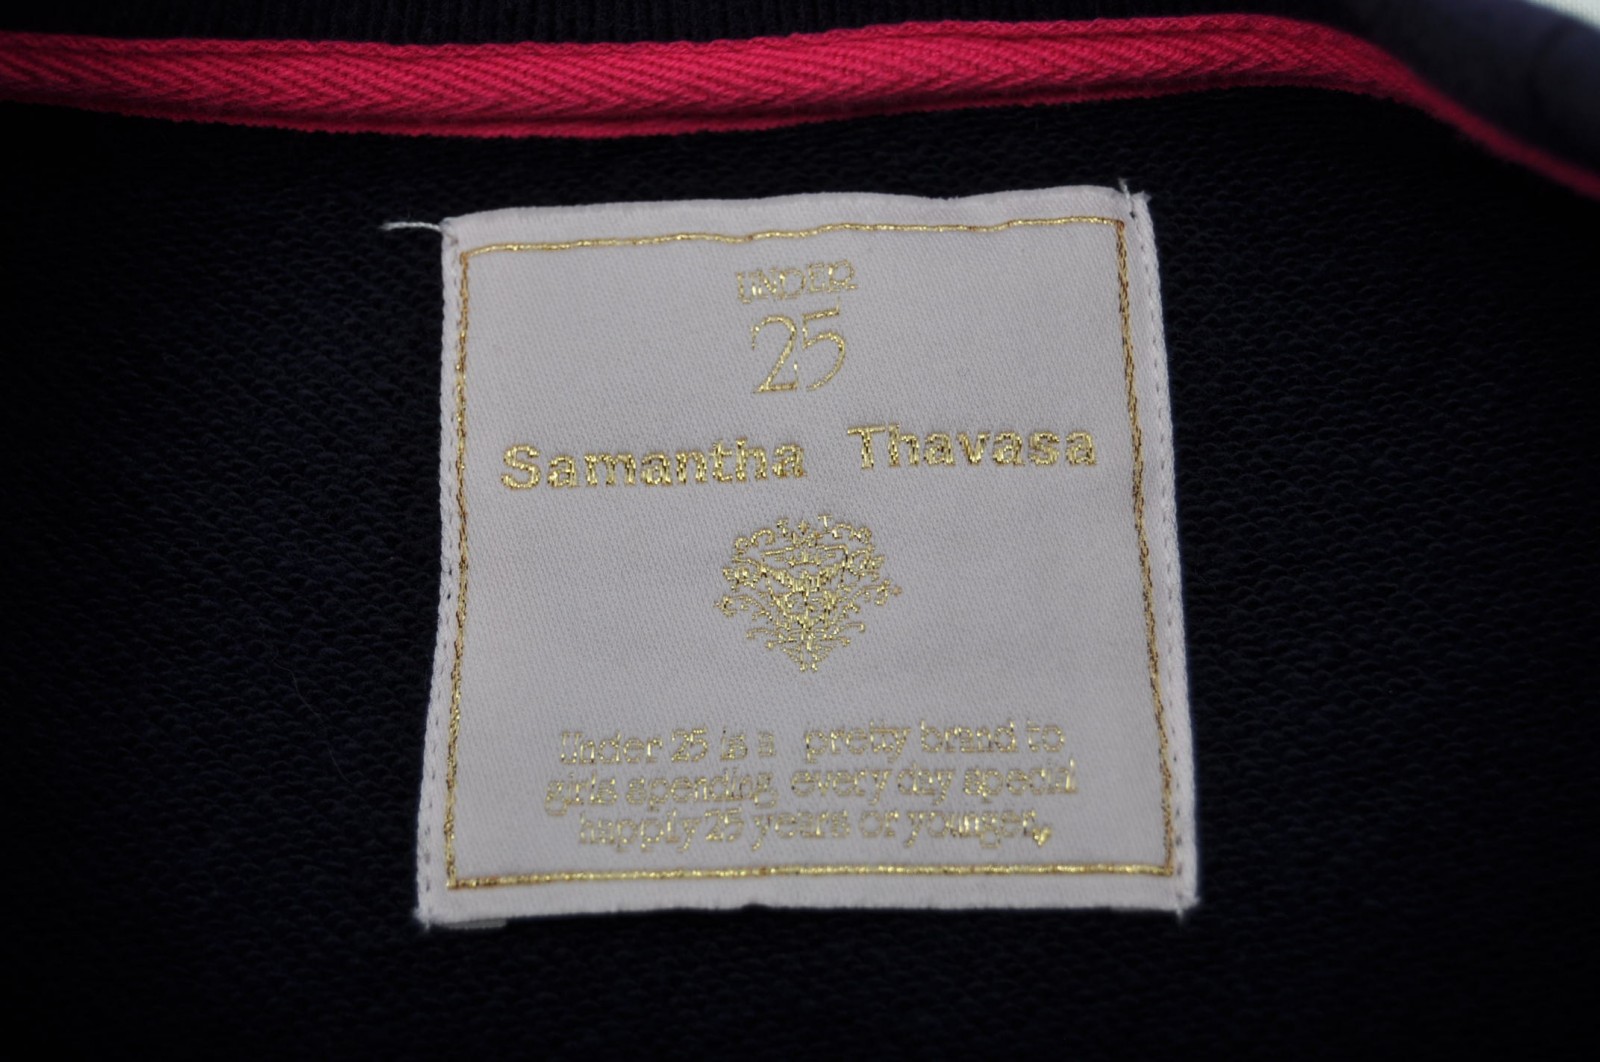 UNDER
25
Samantha Thavasa
Under 25 is a pretty brand to
girls spending every day special
happily 25 years or younger.